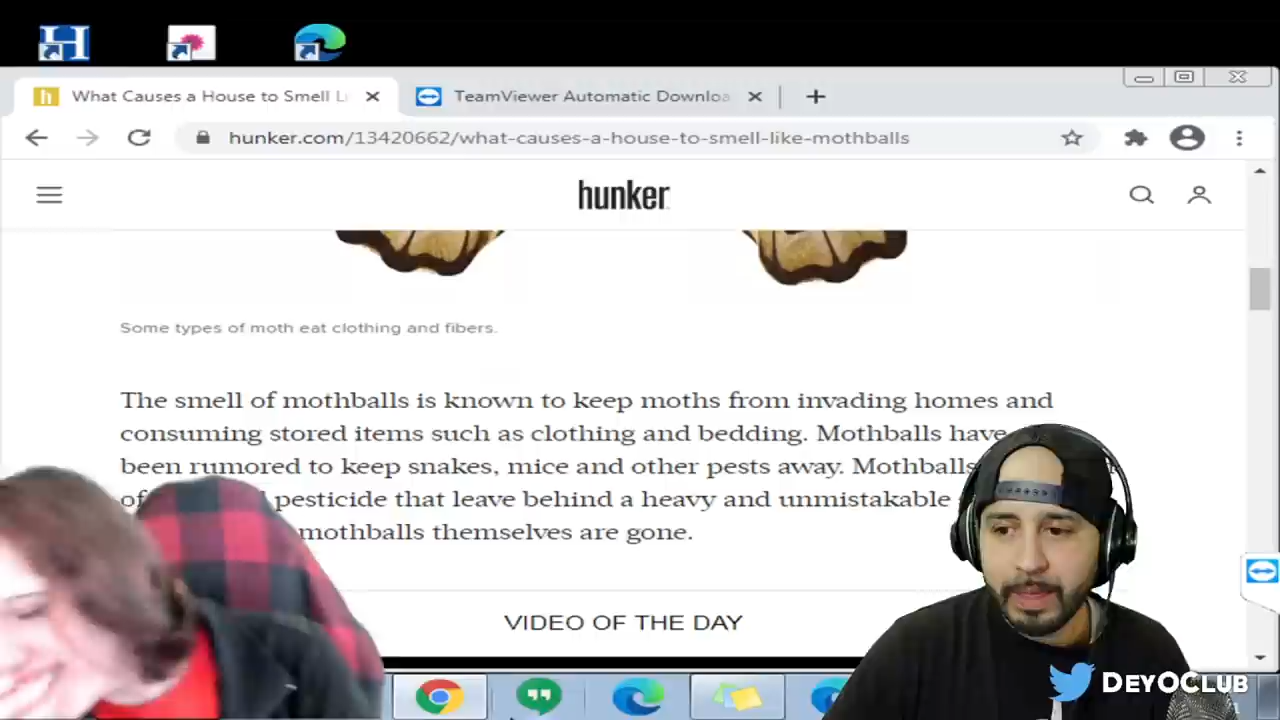 What Causes a House to Smell Li
TeamViewer Automatic Downloa
hunker.com/13420662/what-causes-a-house-to-smell-like-mothballs
hunker
Some types of moth eat clothing and fibers.
The smell of mothballs is known to keep moths from invading homes and
consuming stored items such as clothing and bedding. Mothballs have
been rumored to keep snakes, mice and other pests away. Mothballs
of pesticide that leave behind a heavy and unmistakable
mothballs themselves are gone.
VIDEO OF THE DAY
DEYOCLUB